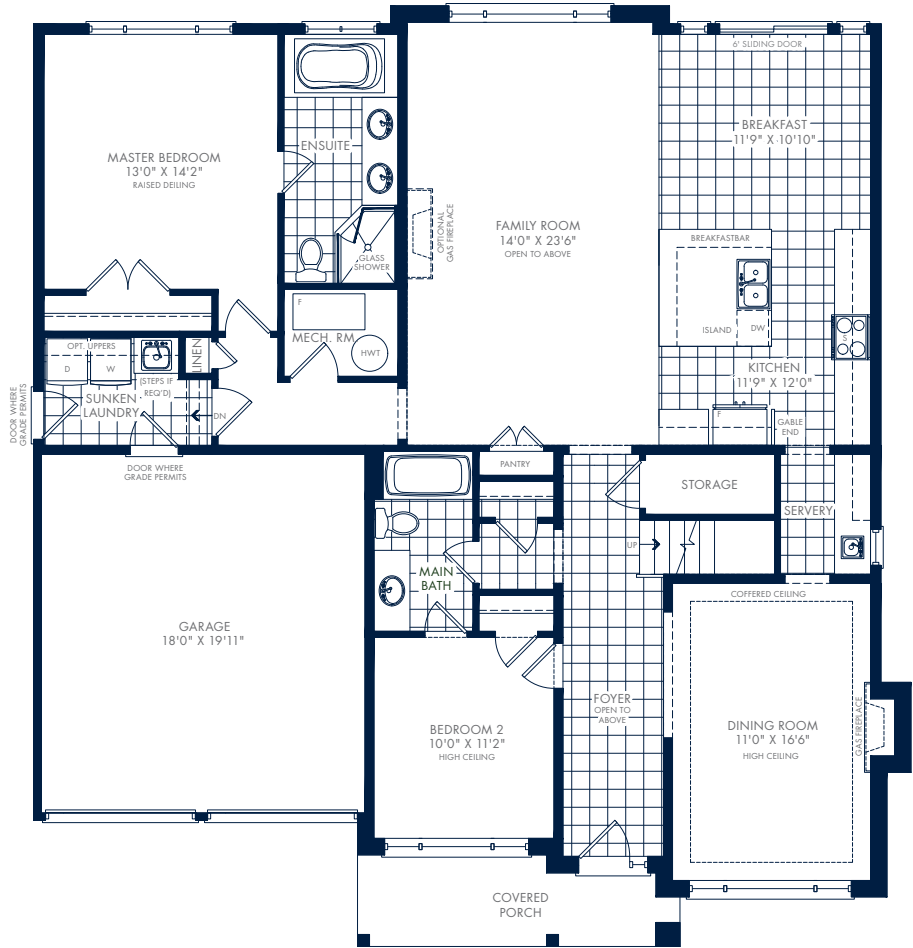 6' SLIDING DOOR
BREAKFAST
11'9" X 10'10"
MASTER BEDROOM
13'0" X 14'2"
RAISED DEILING
ENSUITE
FAMILY ROOM
14'0" X 23'6"
OPEN TO ABOVE
OPTIONAL
GAS FIREPLACE
GLASS
SHOWER
BREAKFASTBAR
ISLAND
DW
S
F
MECH. RM.
HWT
OPT. UPPERS
D
W
LINEN
(STEPS IF
REQ'D)
SUNKEN
LAUNDRY
DN
DOOR WHERE
GRADE PERMITS
KITCHEN
11'9" X 12'0"
F
GABLE
END
DOOR WHERE
GRADE PERMITS
PANTRY
STORAGE
SERVERY
UP
MAIN
BATH
COFFERED CEILING
GARAGE
18'0" X 19'11"
FOYER
OPEN TO
ABOVE
BEDROOM 2
10'0" X 11'2"
HIGH CEILING
DINING ROOM
11'0" X 16'6"
HIGH CEILING
GAS FIREPLACE
COVERED
PORCH